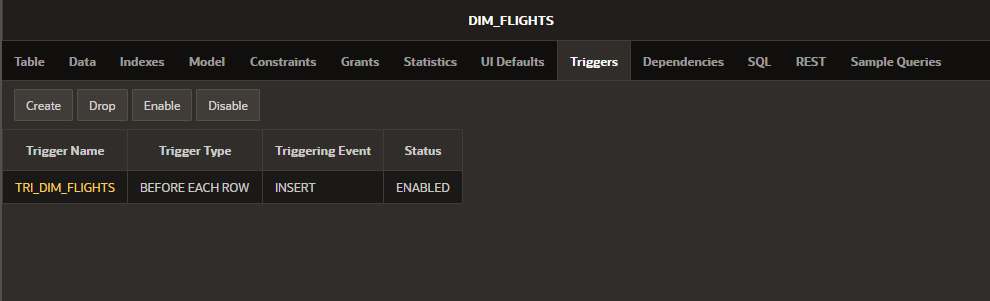 DIM_FLIGHTS
Table Data Indexes Model Constraints Grants Statistics UI Defaults Triggers Dependencies SQL REST Sample Queries
Create Drop Enable Disable
Trigger Name Trigger Type Triggering Event Status
TRI_DIM_FLIGHTS BEFORE EACH ROW INSERT ENABLED